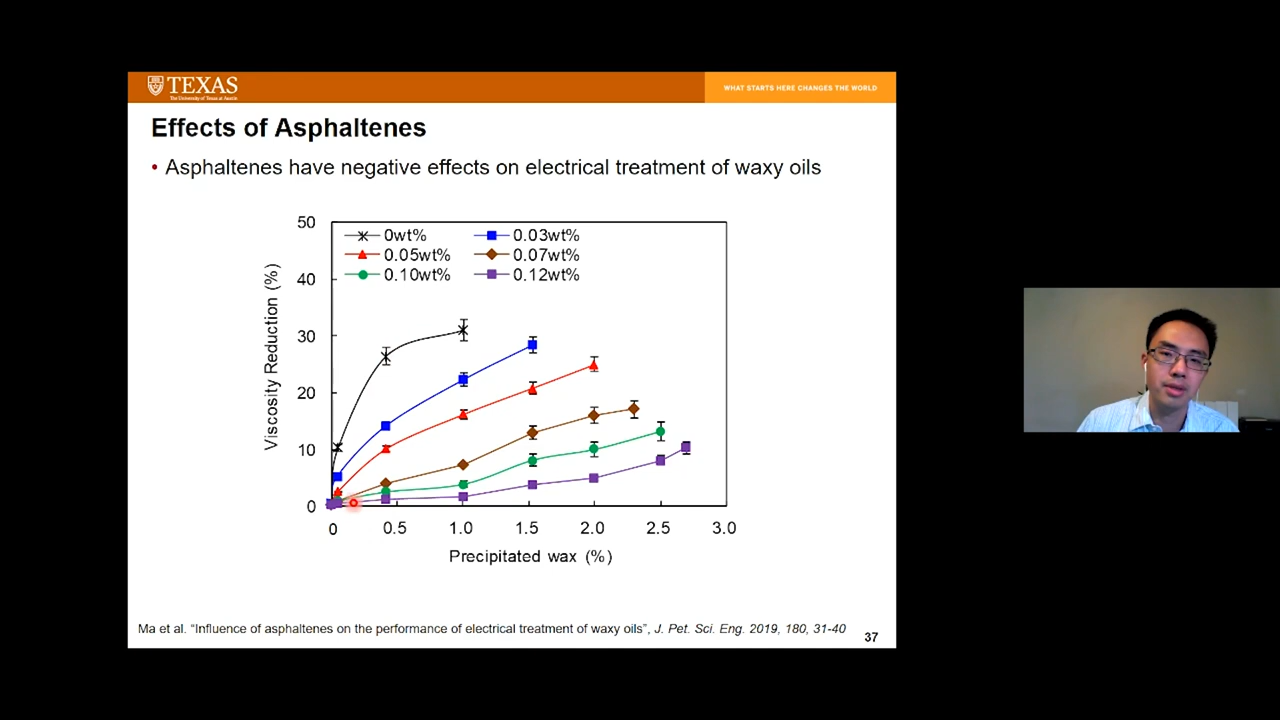 TEXAS
The University of Texas at Austin
WHAT STARTS HERE CHANGES THE WORLD
Effects of Asphaltenes
• Asphaltenes have negative effects on electrical treatment of waxy oils
50
40
30
20
10
0
Viscosity Reduction (%)
0wt%
0.03wt%
0.05wt%
0.07wt%
0.10wt%
0.12wt%
0 0.5 1.0 1.5 2.0 2.5 3.0
Precipitated wax (%)
Ma et al. “Influence of asphaltenes on the performance of electrical treatment of waxy oils”, J. Pet. Sci. Eng. 2019, 180, 31-40
37